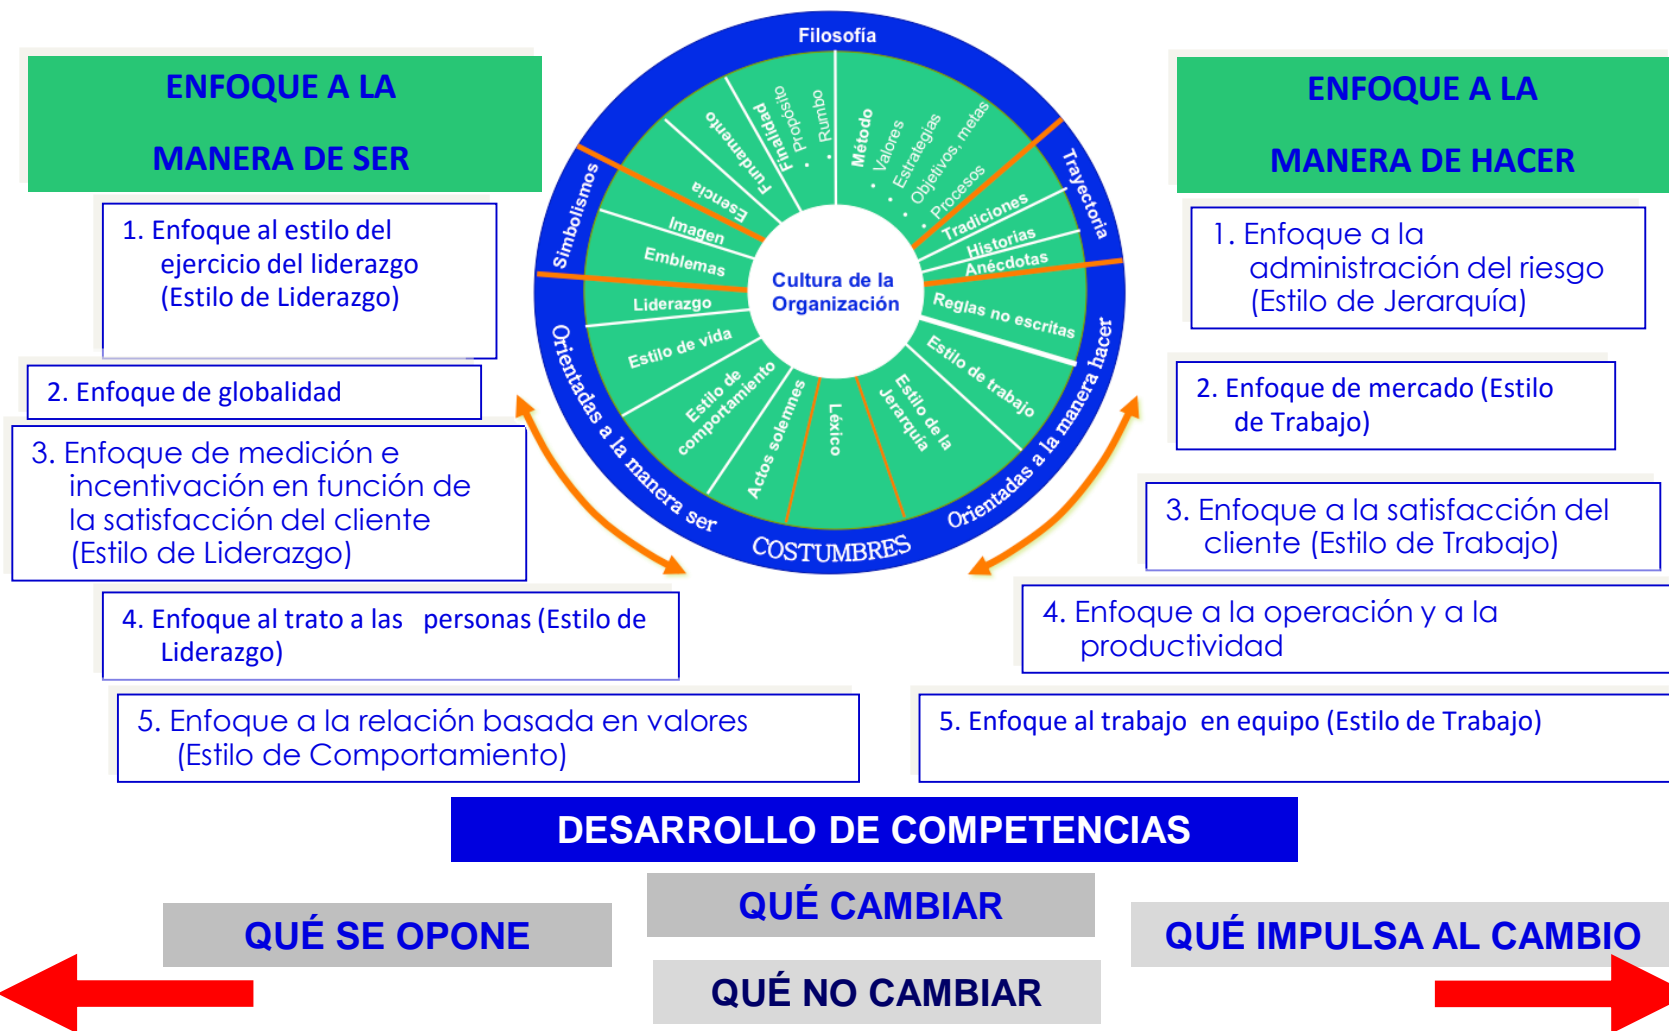 ENFOQUE A LA
MANERA DE SER
1. Enfoque al estilo del
ejercicio del liderazgo
(Estilo de Liderazgo)
2. Enfoque de globalidad
3. Enfoque de medición e
incentivación en función de
la satisfacción del cliente
(Estilo de Liderazgo)
4. Enfoque al trato a las personas (Estilo de
Liderazgo)
5. Enfoque a la relación basada en valores
(Estilo de Comportamiento)
Filosofía
Trayectoria
Orientadas a la manera hacer
COSTUMBRES
Orientadas a la manera ser
Simbolismos
Esencia
Fundamento
Finalidad
• Propósito
• Rumbo
Método
• Valores
• Estrategias
• Objetivos, metas
• Procesos
Tradiciones
Historias
Anécdotas
Reglas no escritas
Estilo de trabajo
Estilo de la
Jerarquía
Léxico
Actos solemnes
Estilo de
comportamiento
Estilo de vida
Liderazgo
Emblemas
Imagen
Cultura de la
Organización
ENFOQUE A LA
MANERA DE HACER
1. Enfoque a la
administración del riesgo
(Estilo de Jerarquía)
2. Enfoque de mercado (Estilo
de Trabajo)
3. Enfoque a la satisfacción del
cliente (Estilo de Trabajo)
4. Enfoque a la operación y a la
productividad
5. Enfoque al trabajo en equipo (Estilo de Trabajo)
DESARROLLO DE COMPETENCIAS
QUÉ SE OPONE
QUÉ CAMBIAR
QUÉ NO CAMBIAR
QUÉ IMPULSA AL CAMBIO